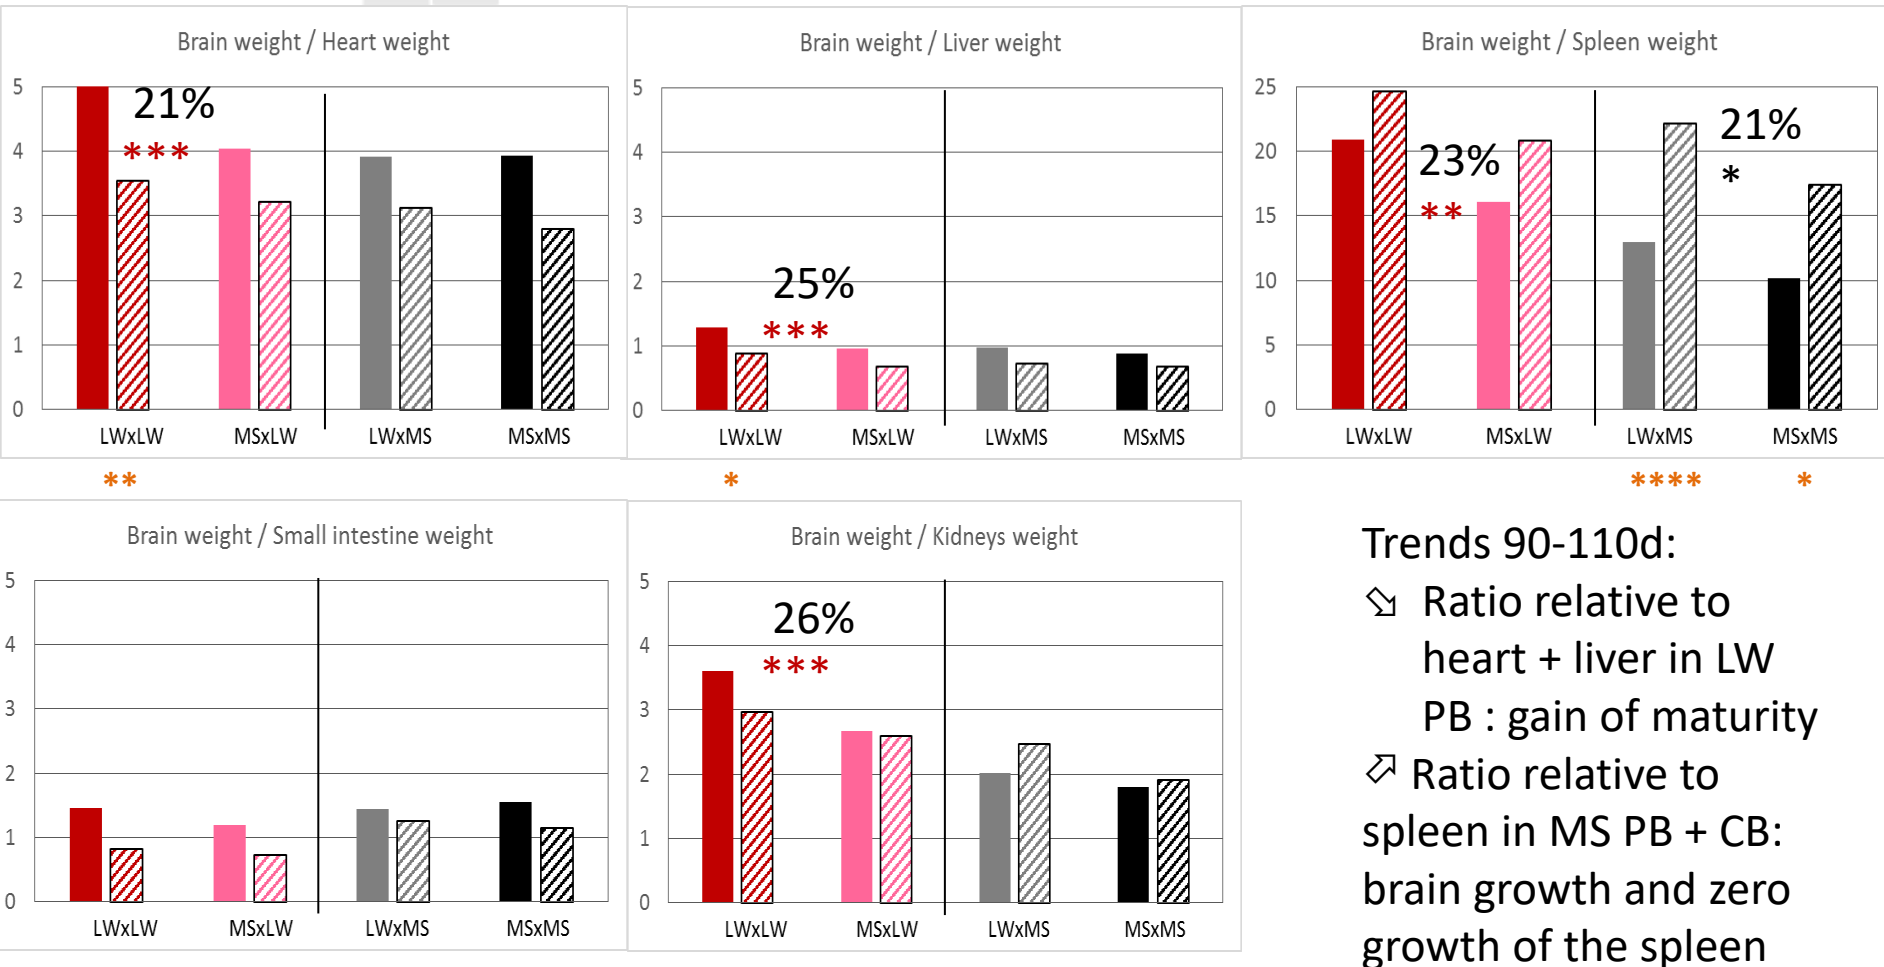 Brain weight / Heart weight
5
4
3
2
1
0
21%
***
LWxLW
MSxLW
LWxMS
MSxMS
**
Brain weight / Liver weight
5
4
3
2
1
0
25%
***
LWxLW
MSxLW
LWxMS
MSxMS
*
Brain weight / Spleen weight
25
20
15
10
5
0
23%
**
21%
*
LWxLW
MSxLW
LWxMS
MSxMS
****
*
Brain weight / Small intestine weight
5
4
3
2
1
0
LWxLW
MSxLW
LWxMS
MSxMS
Brain weight / Kidneys weight
5
4
3
2
1
0
26%
***
LWxLW
MSxLW
LWxMS
MSxMS
Trends 90-110d:
⬂ Ratio relative to
heart + liver in LW
PB : gain of maturity
⬀ Ratio relative to
spleen in MS PB + CB:
brain growth and zero
growth of the spleen